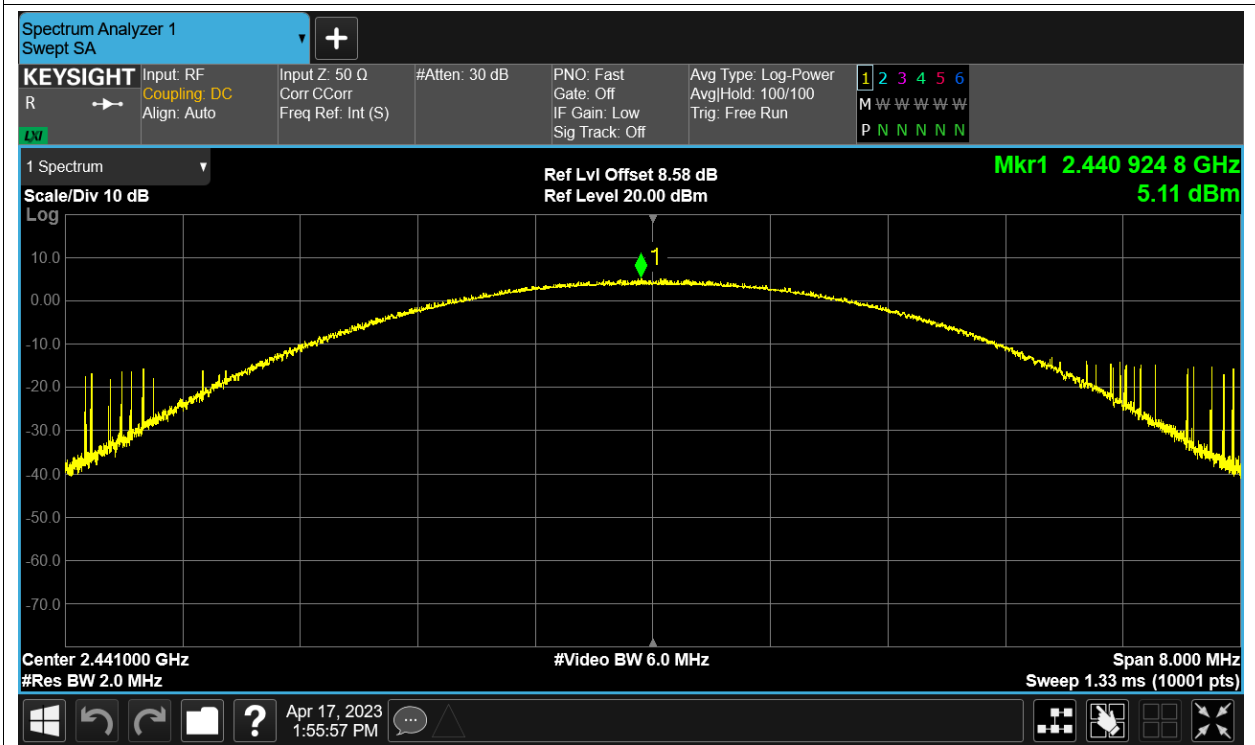 Spectrum Analyzer 1
Swept SA
KEYSIGHT
R
LXI
Input: RF
Coupling: DC
Align: Auto
Input Z: 50 Ω
Corr CCorr
Freq Ref: Int (S)
#Atten: 30 dB
PNO: Fast
Gate: Off
IF Gain: Low
Sig Track: Off
Avg Type: Log-Power
Avg|Hold: 100/100
Trig: Free Run
1 2 3 4 5 6
M W W W W W
P N N N N N
1 Spectrum
Scale/Div 10 dB
Log
Ref Lvl Offset 8.58 dB
Ref Level 20.00 dBm
Mkr1 2.440 924 8 GHz
5.11 dBm
1
10.0
0.00
-10.0
-20.0
-30.0
-40.0
-50.0
-60.0
-70.0
Center 2.441000 GHz
#Video BW 6.0 MHz
Span 8.000 MHz
#Res BW 2.0 MHz
Sweep 1.33 ms (10001 pts)
?
Apr 17, 2023
1:55:57 PM